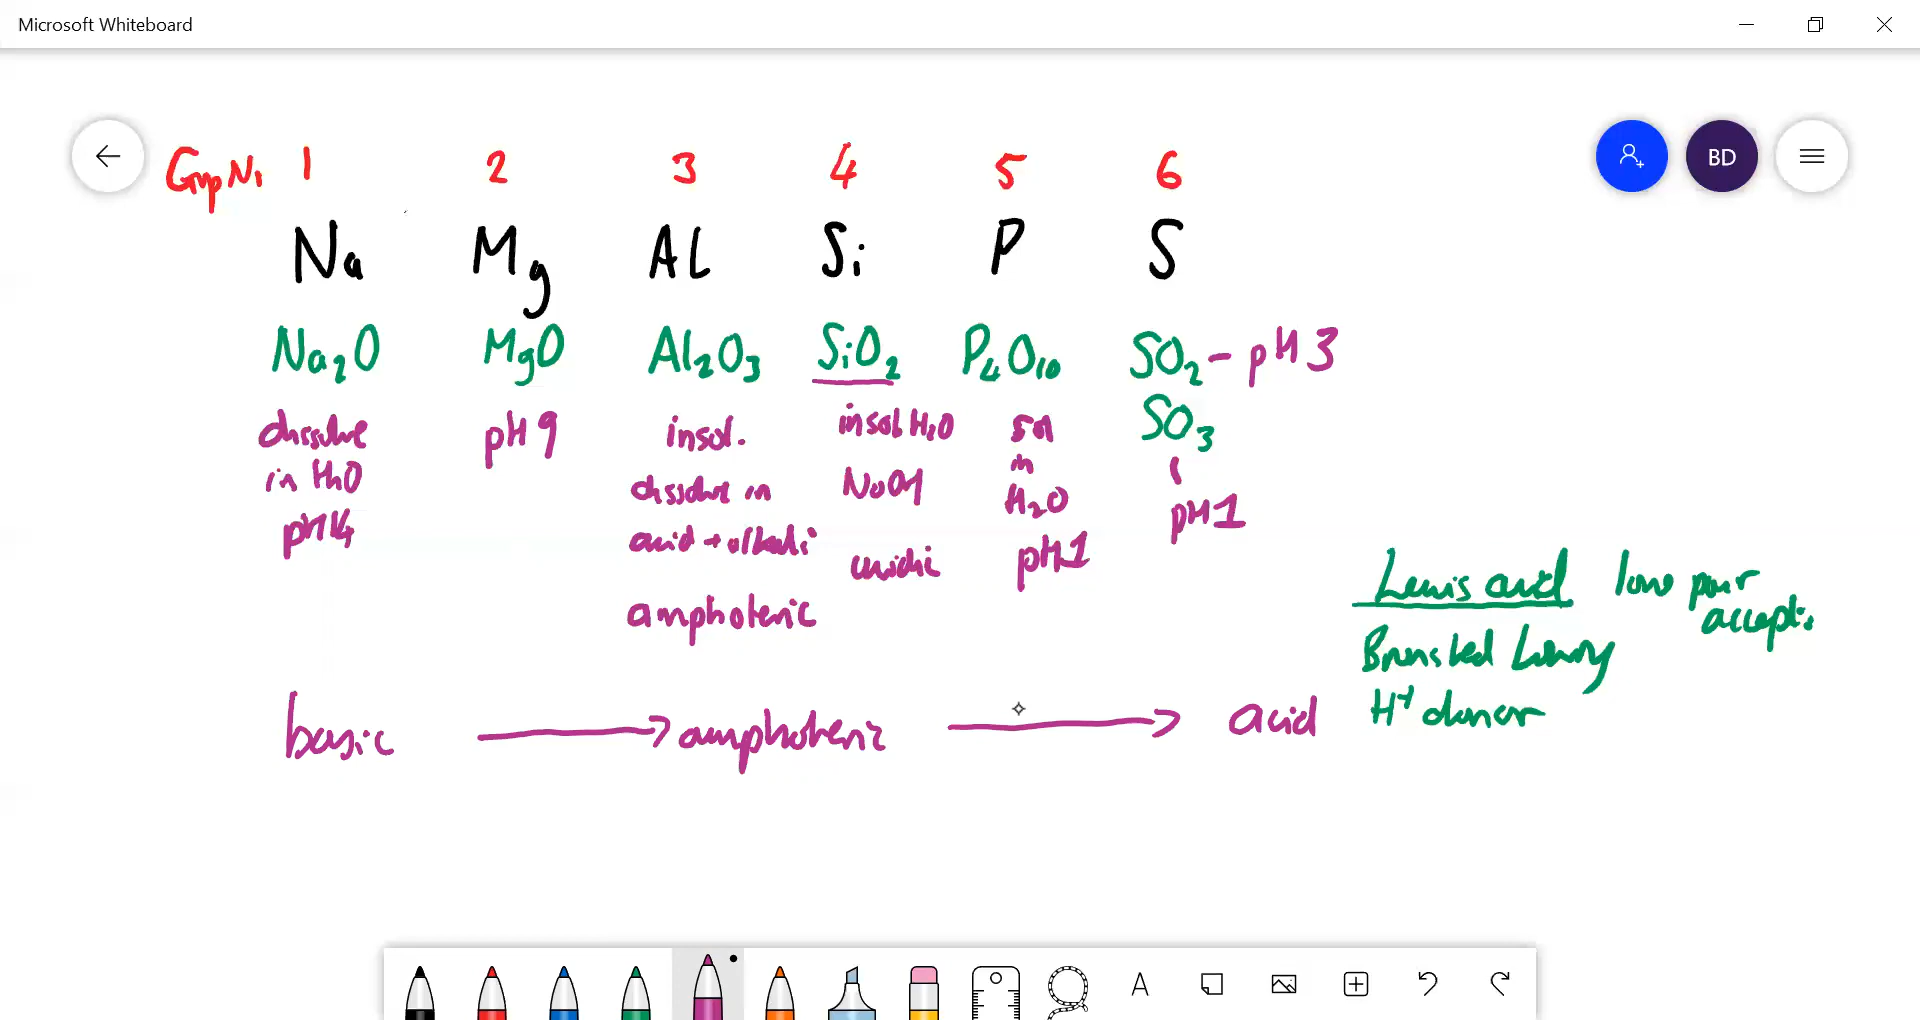 Microsoft Whiteboard
Grp No 1 2 3 4 5 6
BD
Na Mg Al Si P S
Na2O MgO Al2O3 SiO2 P4O10 SO2 - pH 3
SO3
dissolve
in H2O
pH 14
pH 9
insol.
dissolve in
acid + alkali
amphoteric
insol H2O
NaOH
acidic
sol
in
H2O
pH 1
pH 1
Lewis acid lone pair
accept
Bronsted Lowry
H+ donor
basic → amphoteric → acid
A